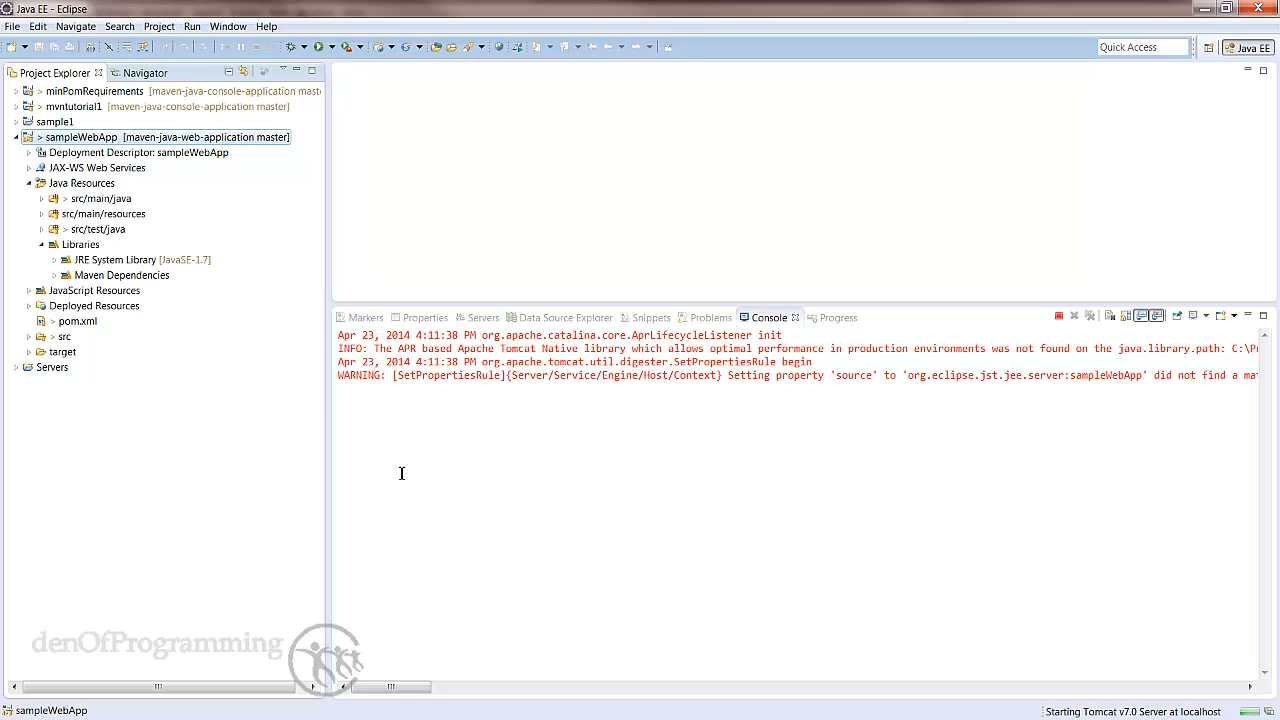 Java EE - Eclipse
File Edit Navigate Search Project Run Window Help
Quick Access
Java EE
Project Explorer
Navigator
> minPomRequirements [maven-java-console-application mast
> mvntutorial1 [maven-java-console-application master]
sample1
> sampleWebApp [maven-java-web-application master]
Deployment Descriptor: sampleWebApp
JAX-WS Web Services
Java Resources
> src/main/java
src/main/resources
> src/test/java
Libraries
JRE System Library [JavaSE-1.7]
Maven Dependencies
JavaScript Resources
Deployed Resources
> pom.xml
> src
> target
Servers
Markers Properties Servers Data Source Explorer Snippets Problems Console Progress
Apr 23, 2014 4:11:38 PM org.apache.catalina.core.AprLifecycleListener init
INFO: The APR based Apache Tomcat Native library which allows optimal performance in production environments was not found on the java.library.path: C:\P
Apr 23, 2014 4:11:38 PM org.apache.tomcat.util.digester.SetPropertiesRule begin
WARNING: [SetPropertiesRule]{Server/Service/Engine/Host/Context} Setting property 'source' to 'org.eclipse.jst.jee.server:sampleWebApp' did not find a ma
denOfProgramming
sampleWebApp
Starting Tomcat v7.0 Server at localhost